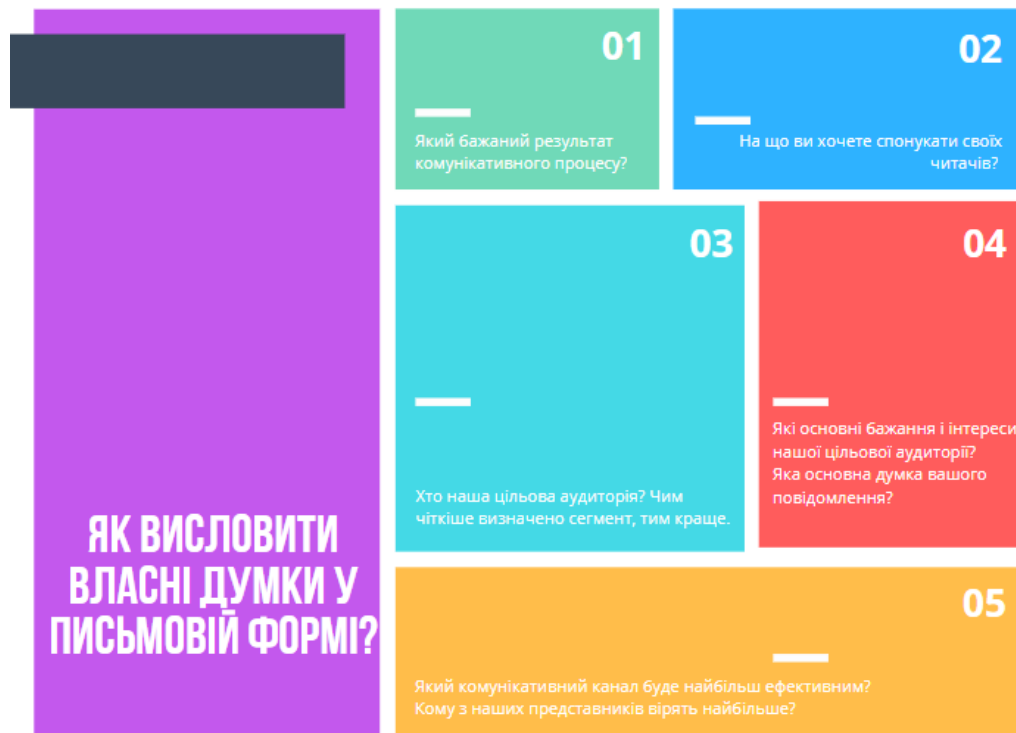 ЯК ВИСЛОВИТИ
ВЛАСНІ ДУМКИ У
ПИСЬМОВІЙ ФОРМІ?
01
Який бажаний результат
комунікативного процесу?
02
На що ви хочете спонукати своїх
читачів?
03
Хто наша цільова аудиторія? Чим
чіткіше визначено сегмент, тим краще.
04
Які основні бажання і інтереси
нашої цільової аудиторії?
Яка основна думка вашого
повідомлення?
05
Який комунікативний канал буде найбільш ефективним?
Кому з наших представників вірять найбільше?